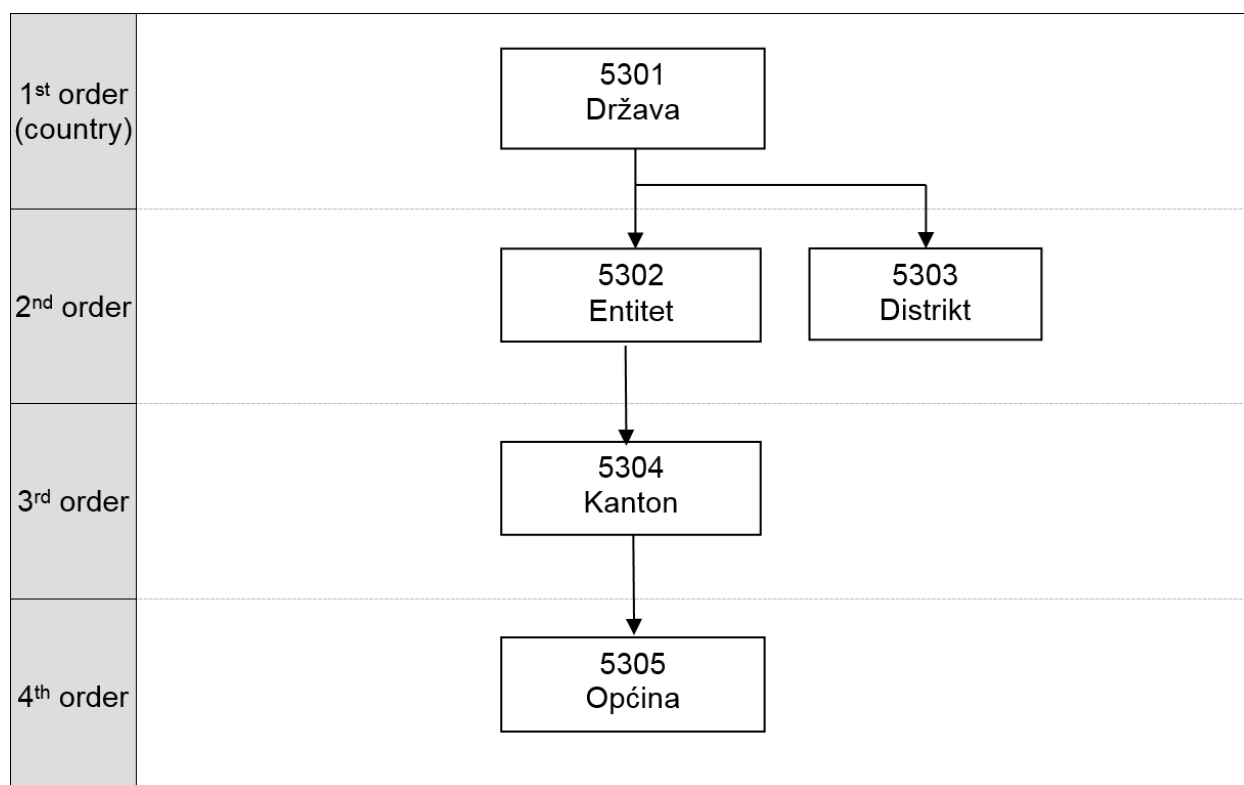 1st order
(country)
5301
Država
2nd order
5302
Entitet
5303
Distrikt
3rd order
5304
Kanton
4th order
5305
Općina